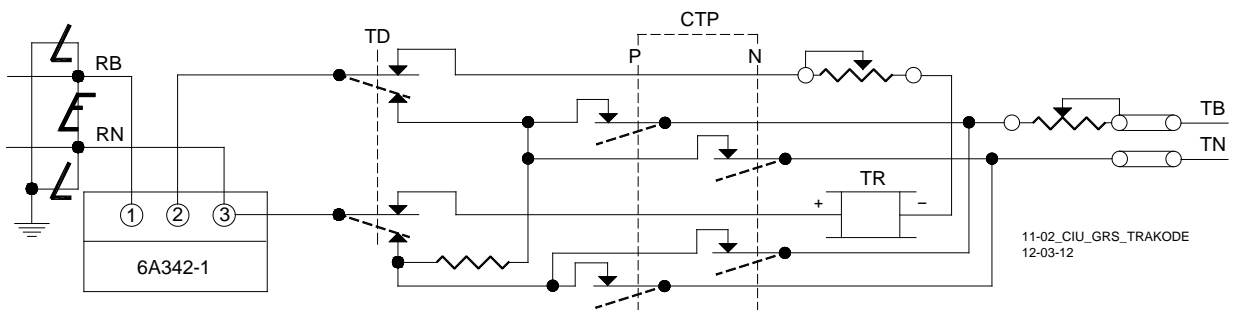 CTP
TD
P
N
RB
TB
RN
TN
TR
+
−
1
2
3
6A342-1
11-02_CIU_GRS_TRAKODE
12-03-12